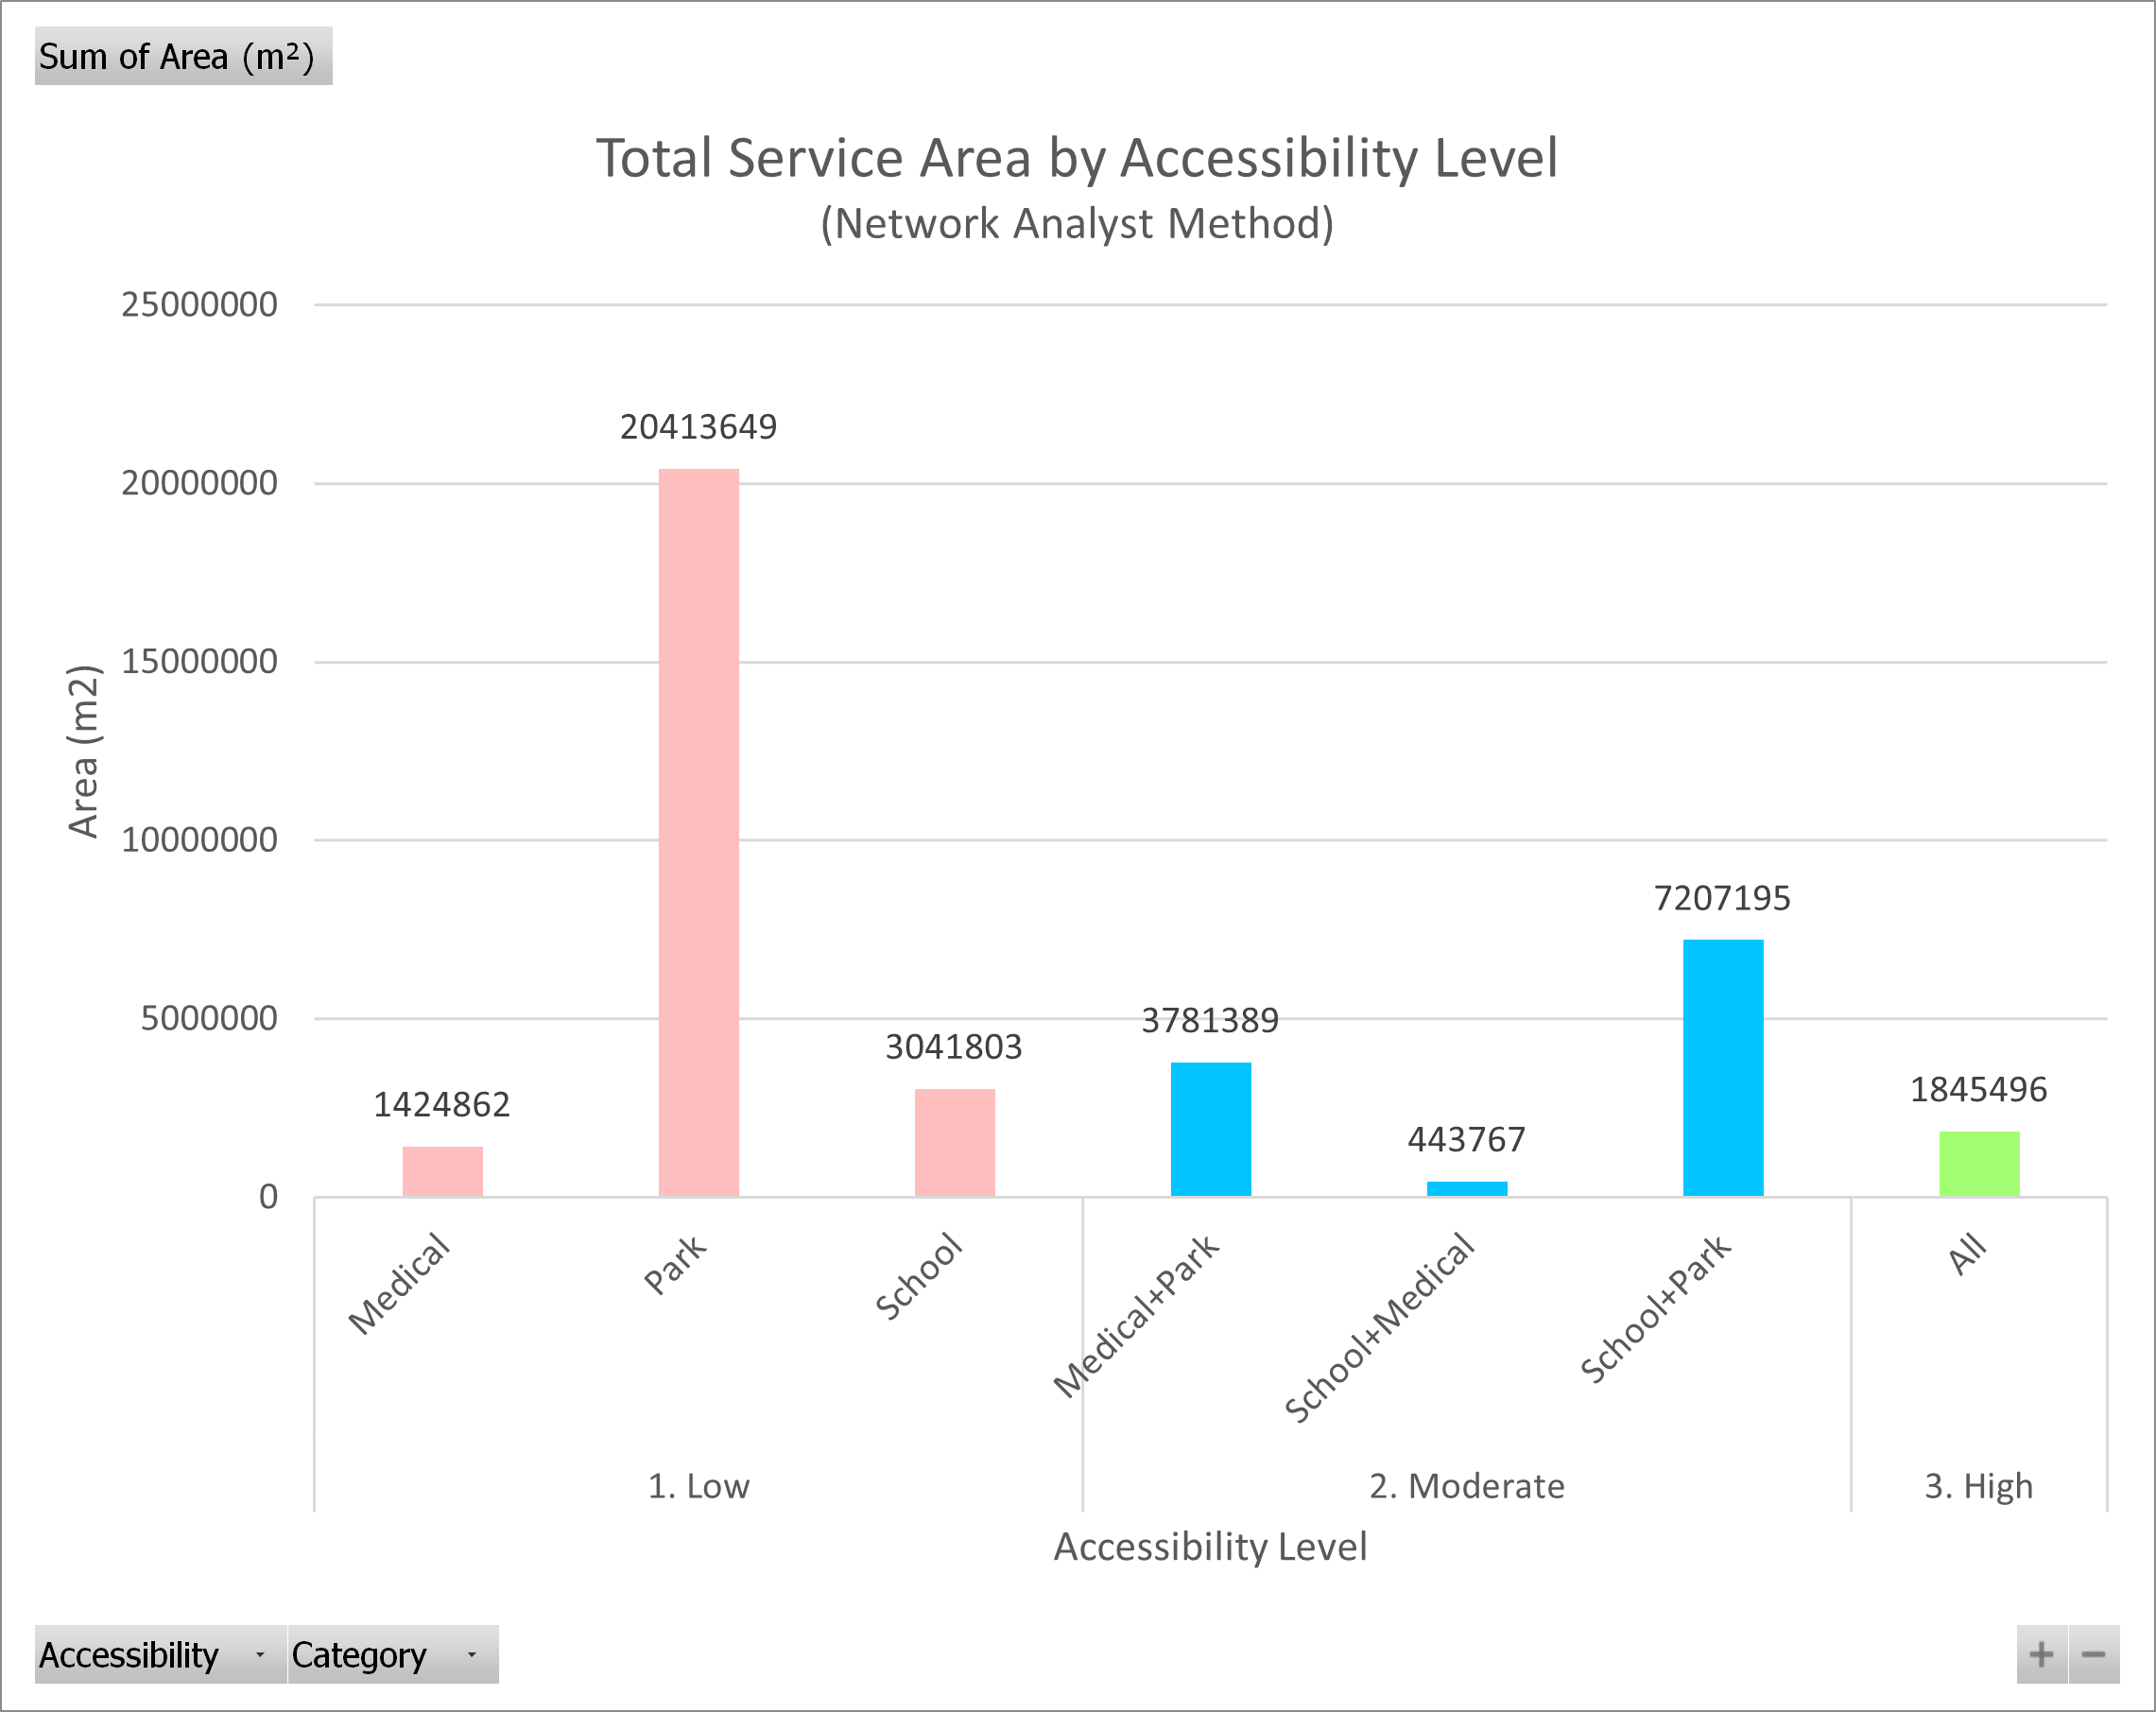 Sum of Area (m²)
Total Service Area by Accessibility Level
(Network Analyst Method)
25000000
20000000
15000000
10000000
5000000
0
Area (m2)
1424862
20413649
3041803
3781389
443767
7207195
1845496
Medical
Park
School
Medical+Park
School+Medical
School+Park
All
1. Low
2. Moderate
3. High
Accessibility Level
Accessibility
Category
+ −